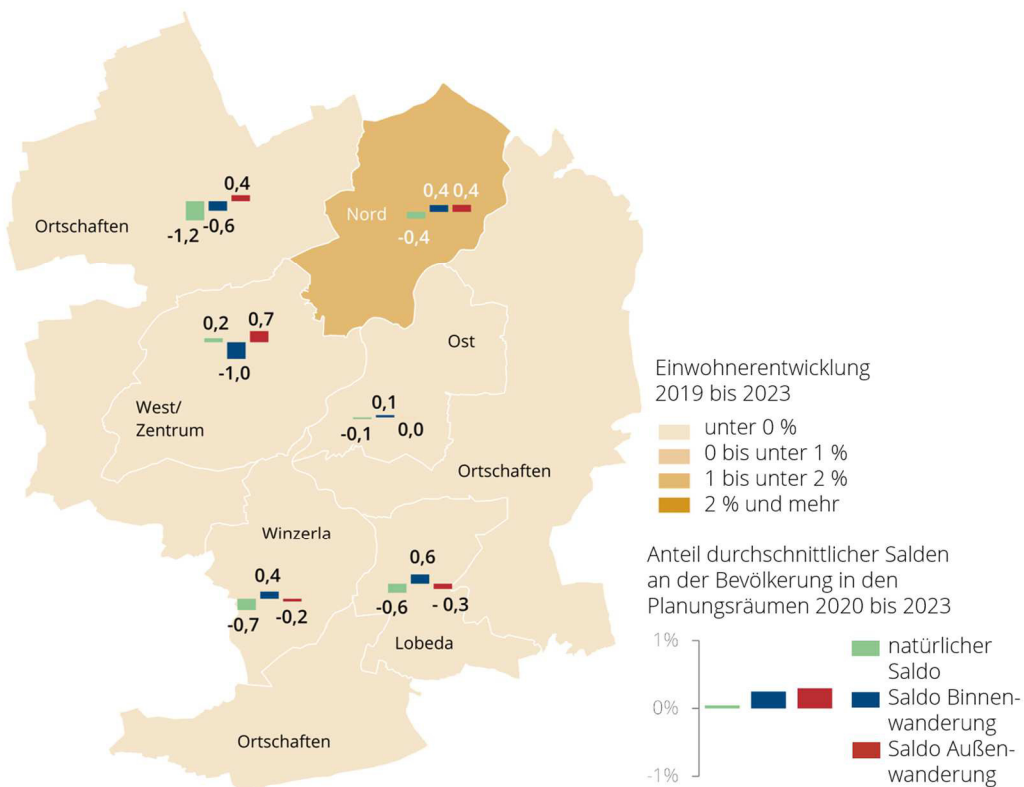 0,4
Ortschaften
-1,2
-0,6
0,4
0,4
Nord
-0,4
0,2
0,7
-1,0
West/
Zentrum
Ost
0,1
-0,1
0,0
Ortschaften
Winzerla
0,4
-0,7
-0,2
0,6
-0,6
- 0,3
Lobeda
Ortschaften
Einwohnerentwicklung
2019 bis 2023
unter 0 %
0 bis unter 1 %
1 bis unter 2 %
2 % und mehr
Anteil durchschnittlicher Salden
an der Bevölkerung in den
Planungsräumen 2020 bis 2023
1%
0%
-1%
natürlicher
Saldo
Saldo Binnen-
wanderung
Saldo Außen-
wanderung